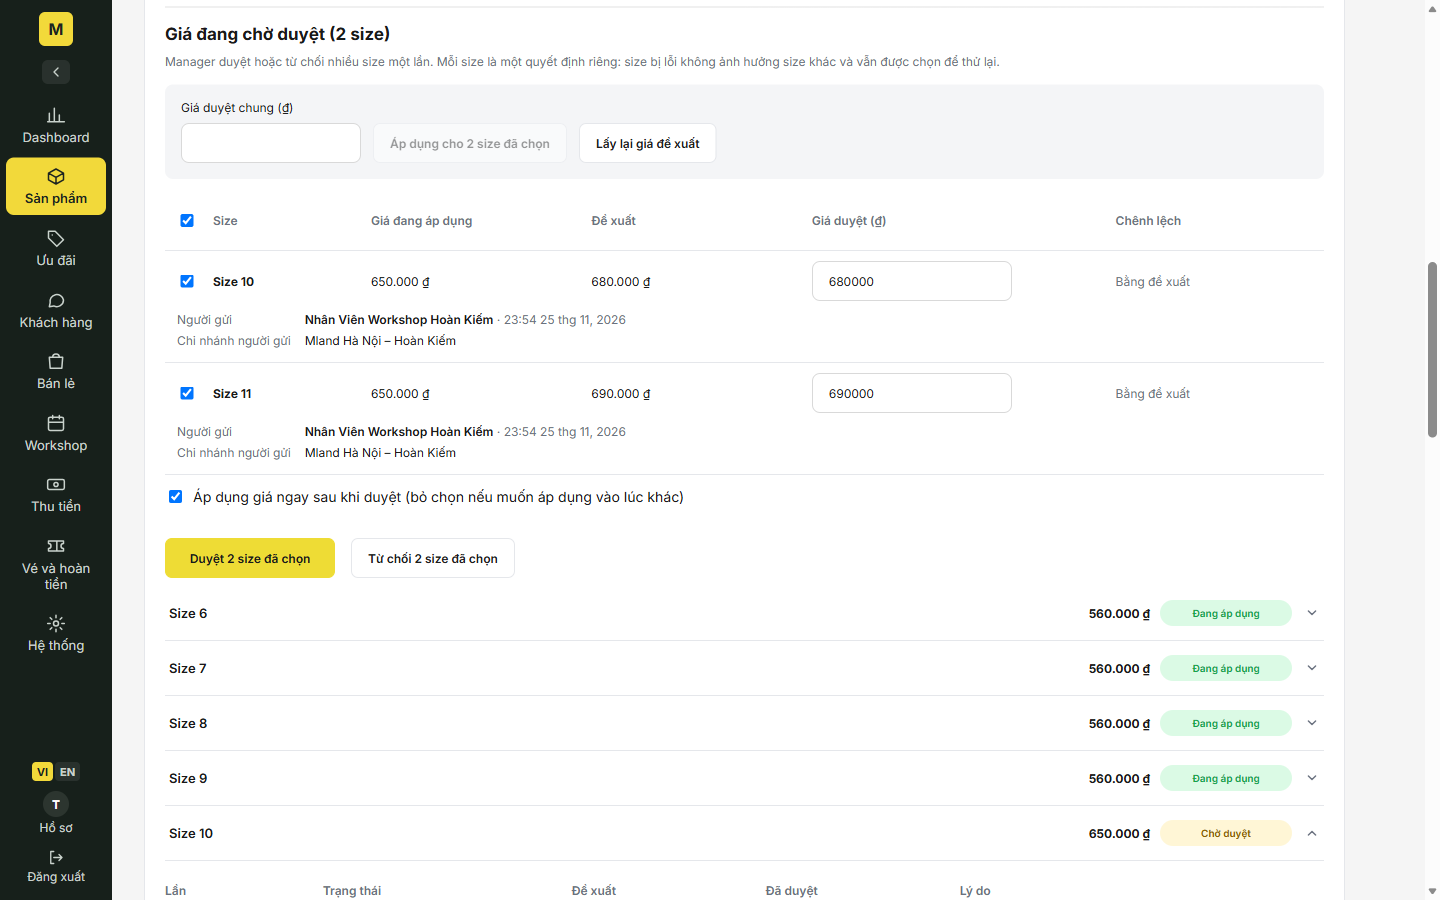 M
Dashboard
Sản phẩm
Ưu đãi
Khách hàng
Bán lẻ
Workshop
Thu tiền
Vé và hoàn
tiền
Hệ thống
VI EN
T
Hồ sơ
Đăng xuất
Giá đang chờ duyệt (2 size)
Manager duyệt hoặc từ chối nhiều size một lần. Mỗi size là một quyết định riêng: size bị lỗi không ảnh hưởng size khác và vẫn được chọn để thử lại.
Giá duyệt chung (₫)
Áp dụng cho 2 size đã chọn
Lấy lại giá đề xuất
Size Giá đang áp dụng Đề xuất Giá duyệt (₫) Chênh lệch
Size 10 650.000 ₫ 680.000 ₫ 680000 Bằng đề xuất
Người gửi Nhân Viên Workshop Hoàn Kiếm · 23:54 25 thg 11, 2026
Chi nhánh người gửi Mland Hà Nội – Hoàn Kiếm
Size 11 650.000 ₫ 690.000 ₫ 690000 Bằng đề xuất
Người gửi Nhân Viên Workshop Hoàn Kiếm · 23:54 25 thg 11, 2026
Chi nhánh người gửi Mland Hà Nội – Hoàn Kiếm
Áp dụng giá ngay sau khi duyệt (bỏ chọn nếu muốn áp dụng vào lúc khác)
Duyệt 2 size đã chọn
Từ chối 2 size đã chọn
Size 6 560.000 ₫ Đang áp dụng
Size 7 560.000 ₫ Đang áp dụng
Size 8 560.000 ₫ Đang áp dụng
Size 9 560.000 ₫ Đang áp dụng
Size 10 650.000 ₫ Chờ duyệt
Lần Trạng thái Đề xuất Đã duyệt Lý do